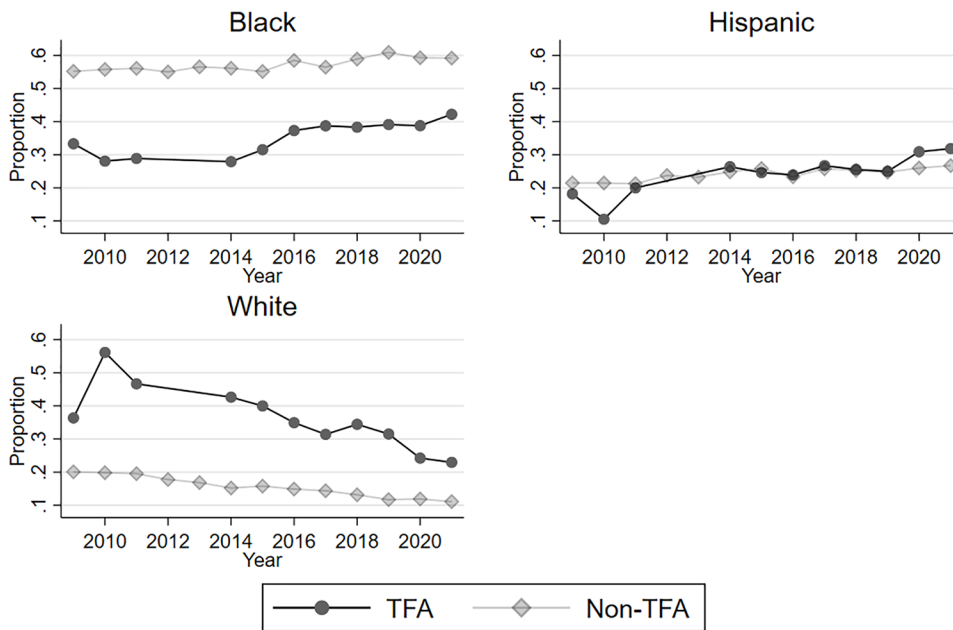 Black
Proportion
.6
.5
.4
.3
.2
.1
2010 2012 2014 2016 2018 2020
Year
Hispanic
Proportion
.6
.5
.4
.3
.2
.1
2010 2012 2014 2016 2018 2020
Year
White
Proportion
.6
.5
.4
.3
.2
.1
2010 2012 2014 2016 2018 2020
Year
TFA Non-TFA